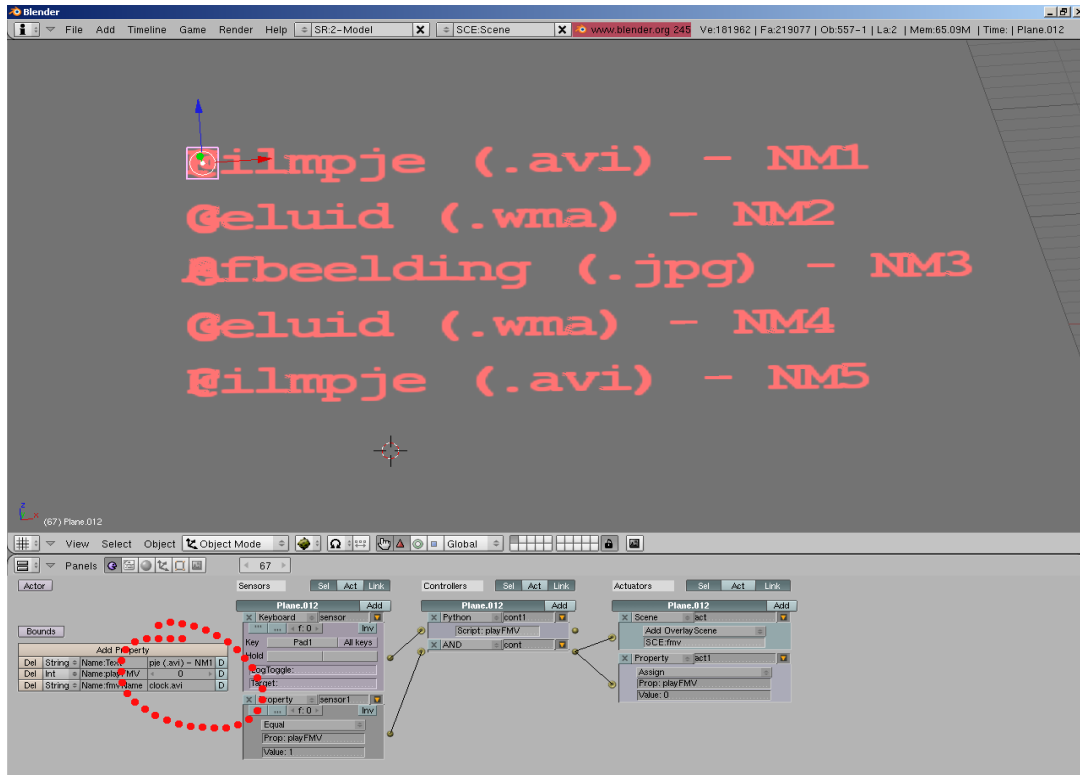 Blender
File Add Timeline Game Render Help SR:2-Model SCE:Scene www.blender.org 245 Ve:181962 | Fa:219077 | Ob:557-1 | La:2 | Mem:65.09M | Time: | Plane.012
ilmpje (.avi) - NM1
Geluid (.wma) - NM2
Afbeelding (.jpg) - NM3
Geluid (.wma) - NM4
Filmpje (.avi) - NM5
z
x
(67) Plane.012
View Select Object Object Mode Global
Panels 67
Actor Sensors Sel Act Link Controllers Sel Act Link Actuators Sel Act Link
Plane.012 Add Plane.012 Add Plane.012 Add
X Keyboard sensor X Python cont1 X Scene act
f: 0 Inv Script: playFMV Add OverlayScene
Bounds Key Pad1 All keys X AND cont SCE:fmv
Add Property Hold X Property act1
Del String Name:Text pje (.avi) - NM1 D LogToggle: Assign
Del Int Name:playFMV 0 D Target: Prop: playFMV
Del String Name:fmvName clock.avi D Value: 0
X Property sensor1
f: 0 Inv
Equal
Prop: playFMV
Value: 1